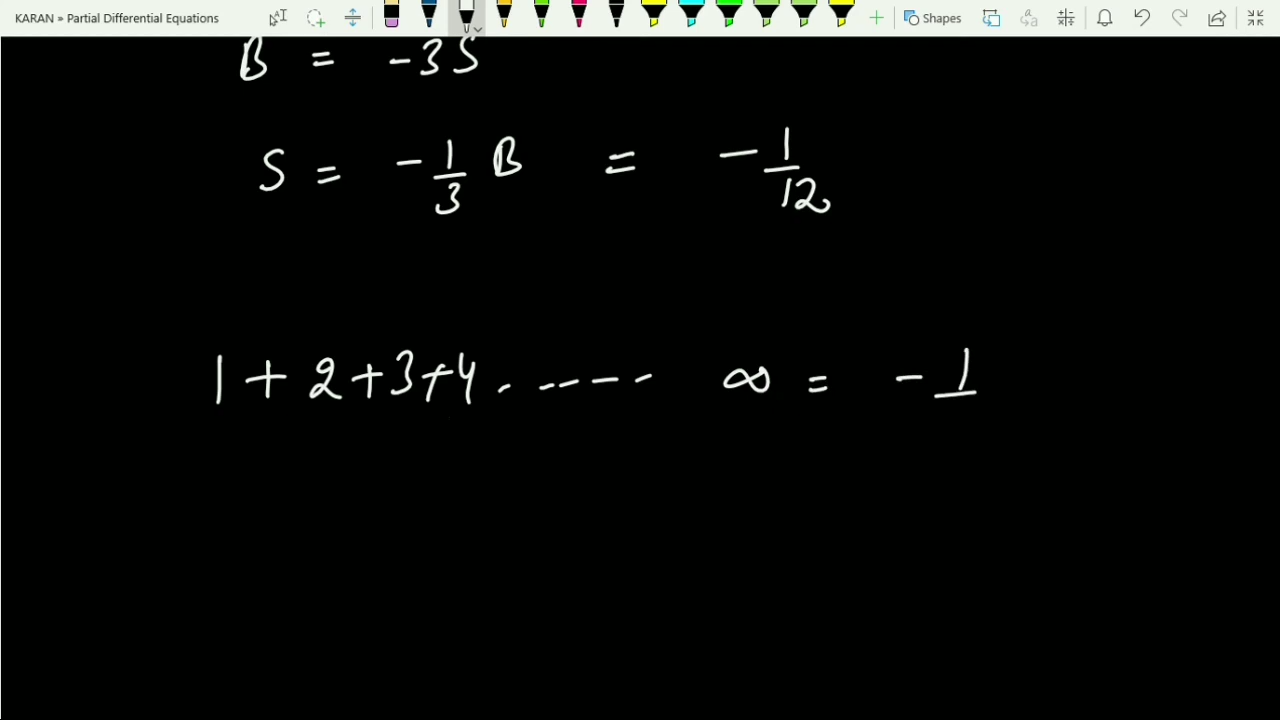 KARAN » Partial Differential Equations Shapes
B = -3S
S = -1/3 B = -1/12
1 + 2 + 3 + 4 . ---- ∞ = - 1